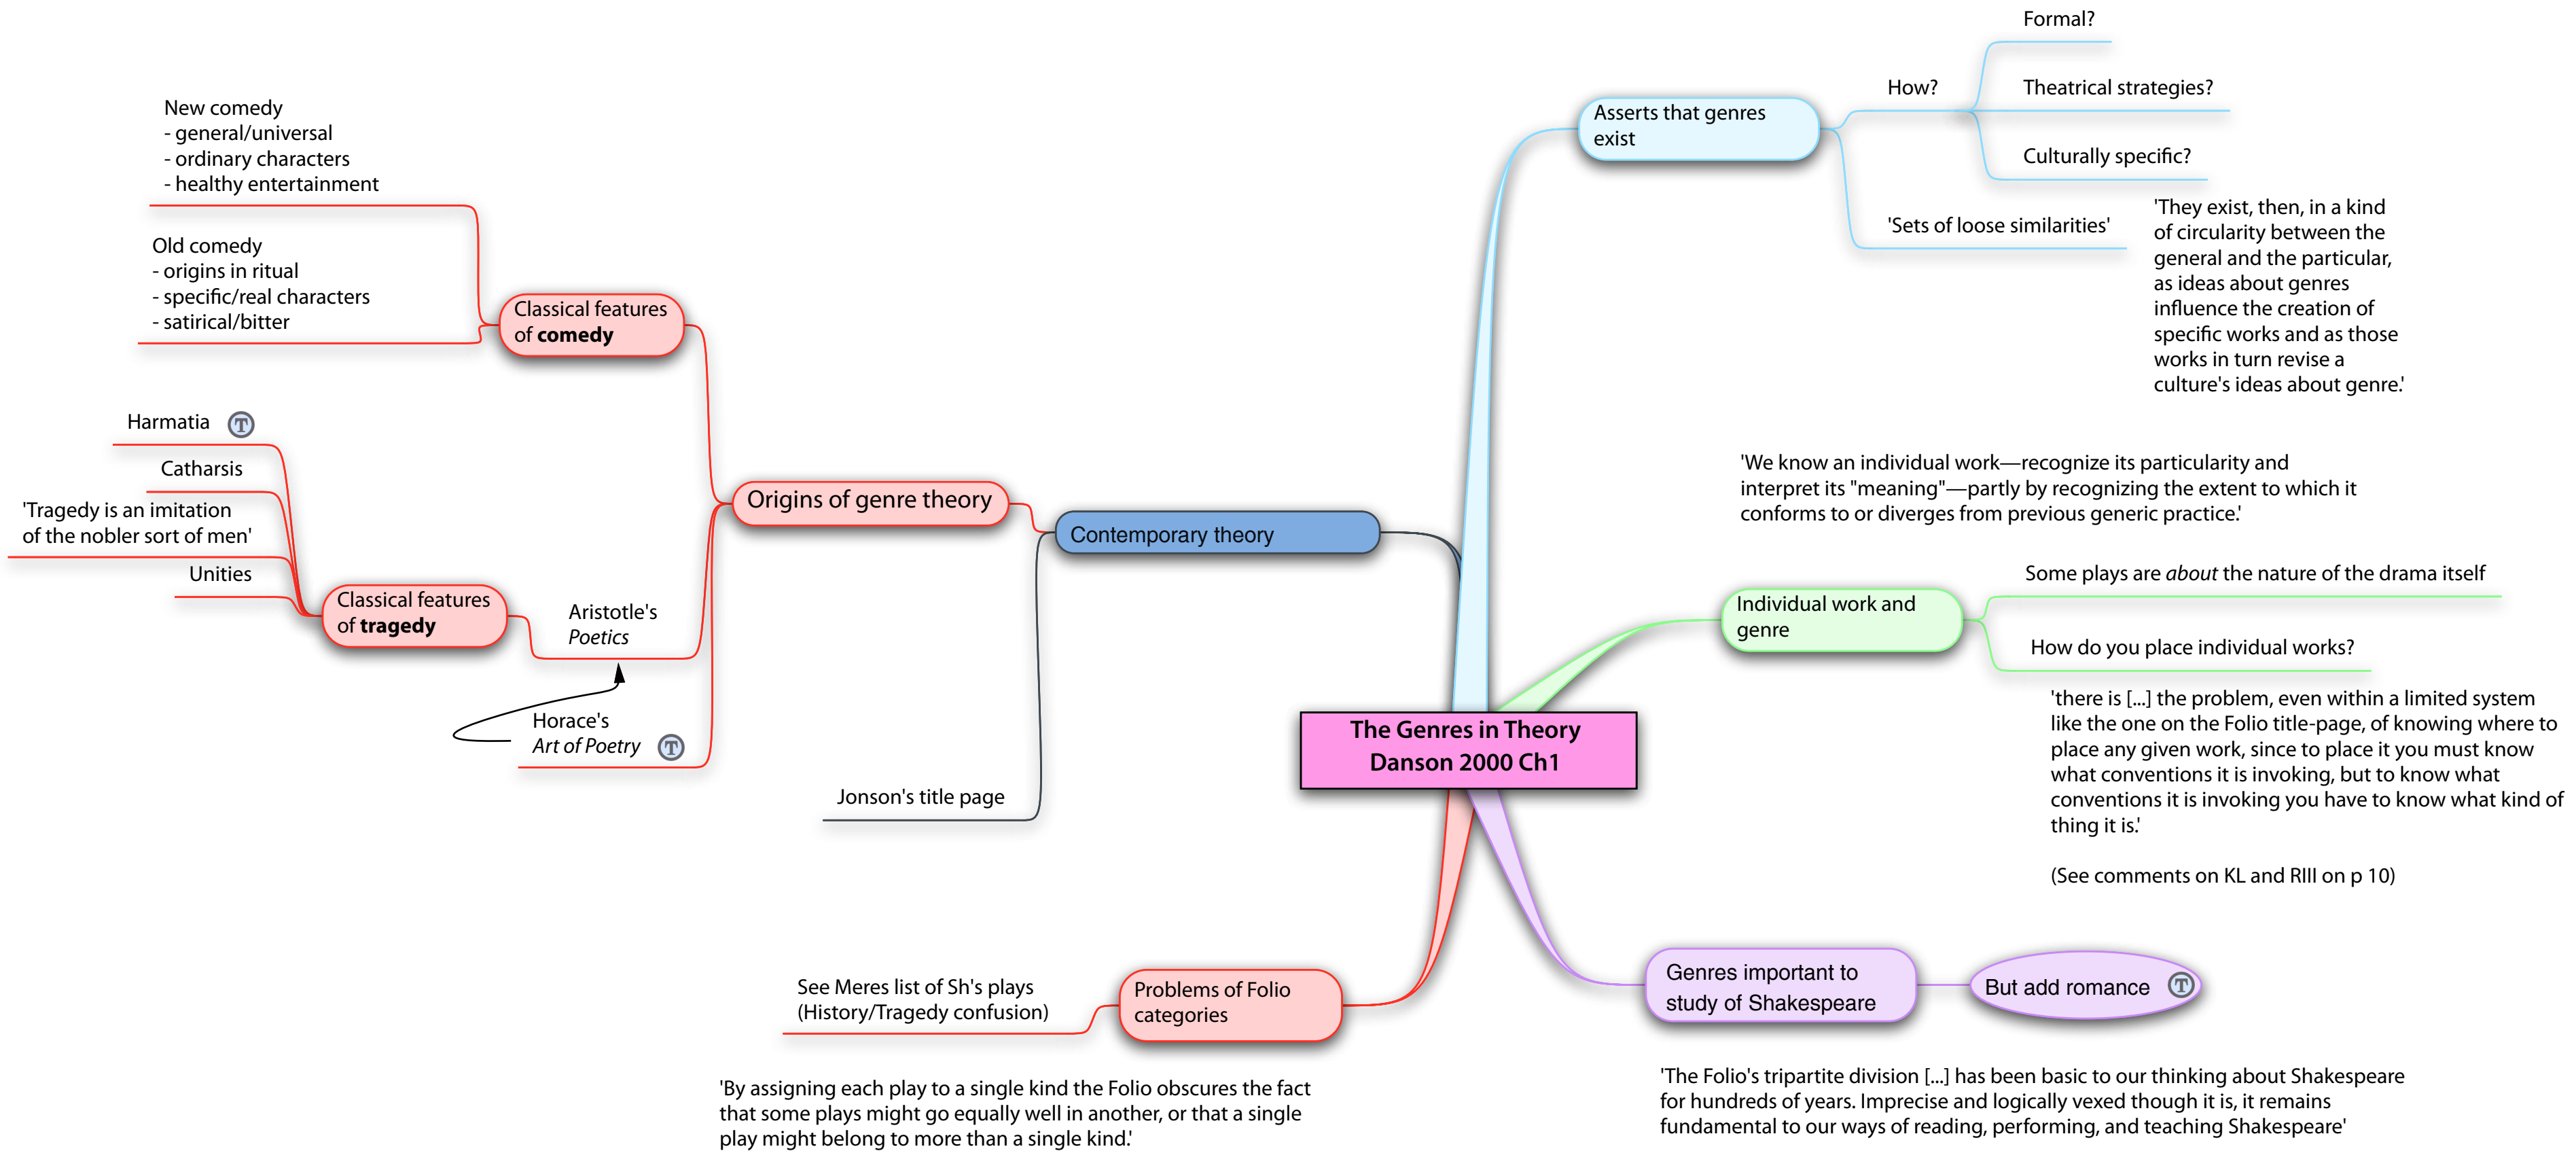 The Genres in Theory
Danson 2000 Ch1
Asserts that genres
exist
How?
Formal?
Theatrical strategies?
Culturally specific?
'Sets of loose similarities'
'They exist, then, in a kind
of circularity between the
general and the particular,
as ideas about genres
influence the creation of
specific works and as those
works in turn revise a
culture's ideas about genre.'
'We know an individual work—recognize its particularity and
interpret its "meaning"—partly by recognizing the extent to which it
conforms to or diverges from previous generic practice.'
Individual work and
genre
Some plays are about the nature of the drama itself
How do you place individual works?
'there is [...] the problem, even within a limited system
like the one on the Folio title-page, of knowing where to
place any given work, since to place it you must know
what conventions it is invoking, but to know what
conventions it is invoking you have to know what kind of
thing it is.'
(See comments on KL and RIII on p 10)
Genres important to
study of Shakespeare
But add romance T
'The Folio's tripartite division [...] has been basic to our thinking about Shakespeare
for hundreds of years. Imprecise and logically vexed though it is, it remains
fundamental to our ways of reading, performing, and teaching Shakespeare'
Contemporary theory
Origins of genre theory
Classical features
of comedy
New comedy
- general/universal
- ordinary characters
- healthy entertainment
Old comedy
- origins in ritual
- specific/real characters
- satirical/bitter
Aristotle's
Poetics
Classical features
of tragedy
Harmatia T
Catharsis
'Tragedy is an imitation
of the nobler sort of men'
Unities
Horace's
Art of Poetry T
Jonson's title page
Problems of Folio
categories
See Meres list of Sh's plays
(History/Tragedy confusion)
'By assigning each play to a single kind the Folio obscures the fact
that some plays might go equally well in another, or that a single
play might belong to more than a single kind.'